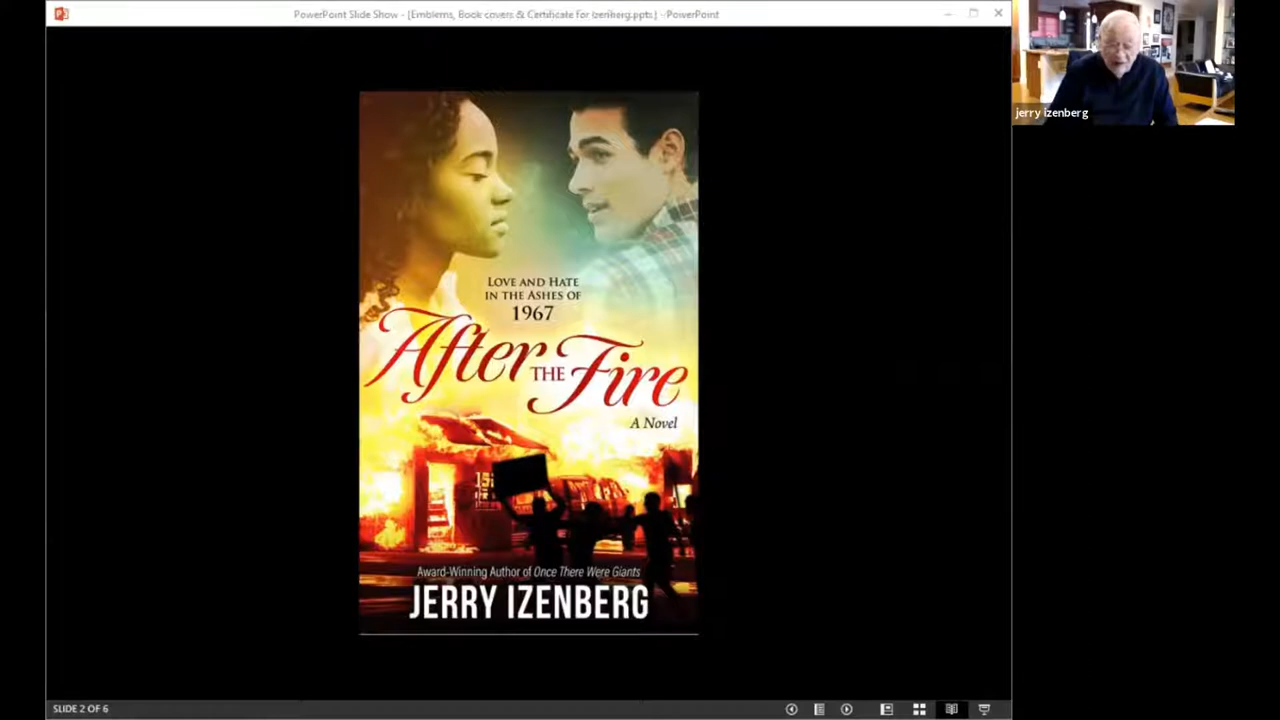 PowerPoint Slide Show - [Emblems, Book covers & Certificate for Izenberg.ppts] - PowerPoint
jerry izenberg
LOVE AND HATE
IN THE ASHES OF
1967
After THE Fire
A Novel
Award-Winning Author of Once There Were Giants
JERRY IZENBERG
SLIDE 2 OF 6